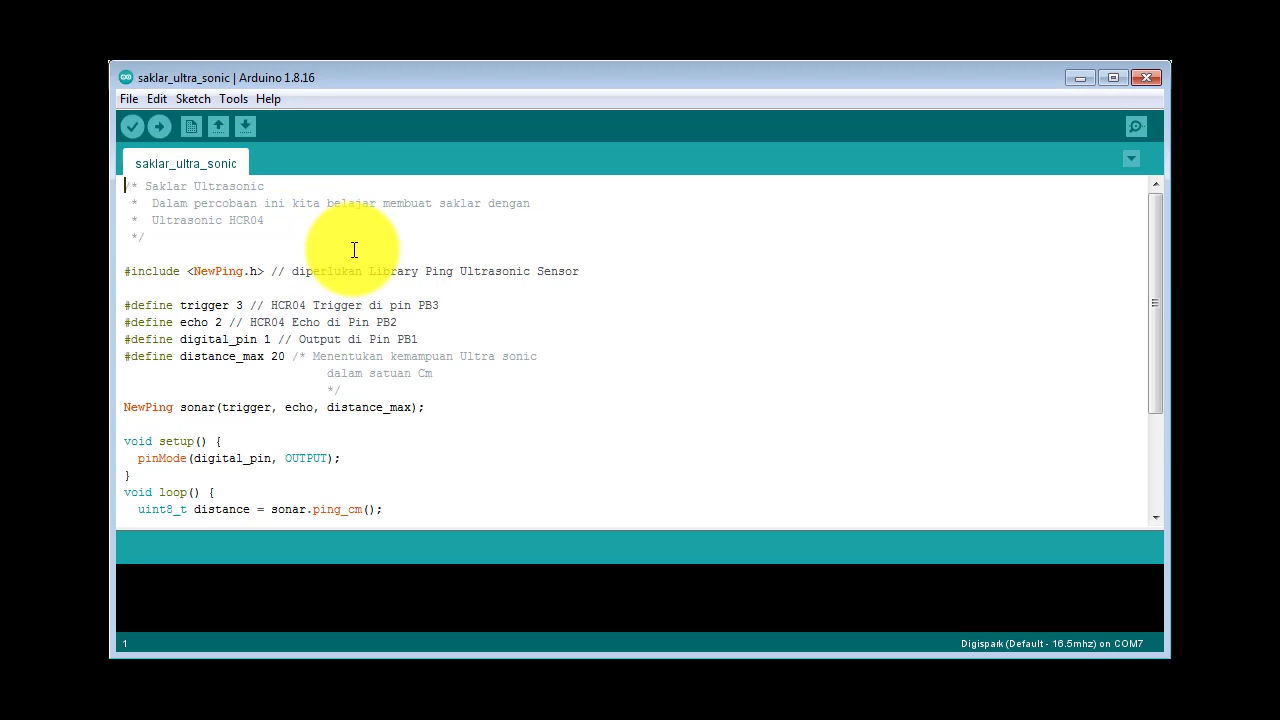 saklar_ultra_sonic | Arduino 1.8.16
File Edit Sketch Tools Help
saklar_ultra_sonic
/* Saklar Ultrasonic
* Dalam percobaan ini kita belajar membuat saklar dengan
* Ultrasonic HCR04
*/
#include <NewPing.h> // diperlukan Library Ping Ultrasonic Sensor
#define trigger 3 // HCR04 Trigger di pin PB3
#define echo 2 // HCR04 Echo di Pin PB2
#define digital_pin 1 // Output di Pin PB1
#define distance_max 20 /* Menentukan kemampuan Ultra sonic
dalam satuan Cm
*/
NewPing sonar(trigger, echo, distance_max);
void setup() {
pinMode(digital_pin, OUTPUT);
}
void loop() {
uint8_t distance = sonar.ping_cm();
1
Digispark (Default - 16.5mhz) on COM7